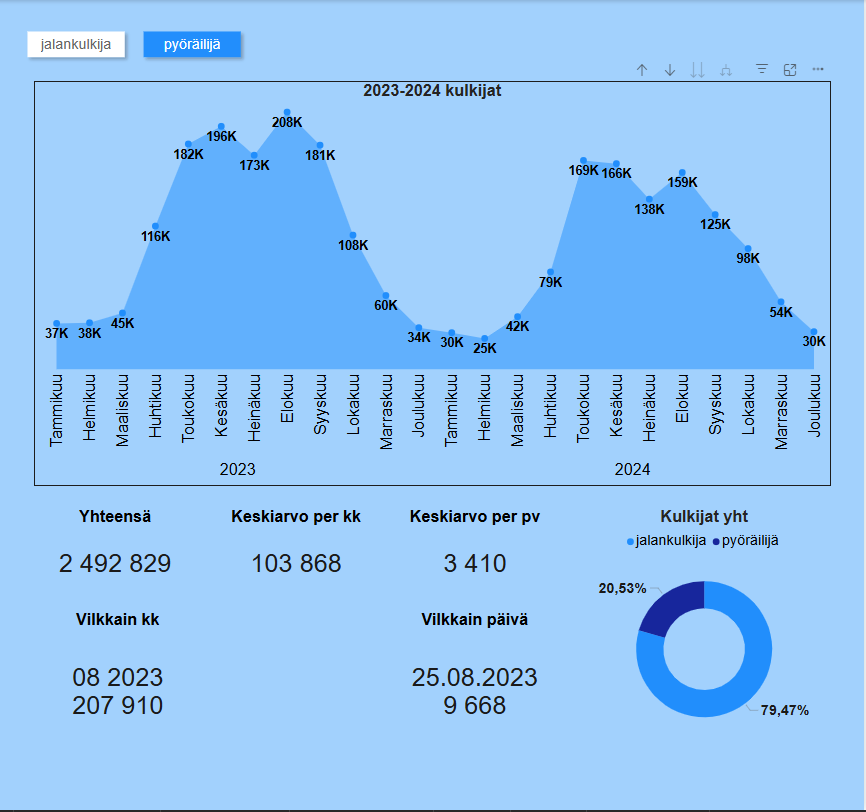 jalankulkija pyöräilijä
2023-2024 kulkijat
37K 38K 45K 116K 182K 196K 173K 208K 181K 108K 60K 34K 30K 25K 42K 79K 169K 166K 138K 159K 125K 98K 54K 30K
Tammikuu Helmikuu Maaliskuu Huhtikuu Toukokuu Kesäkuu Heinäkuu Elokuu Syyskuu Lokakuu Marraskuu Joulukuu Tammikuu Helmikuu Maaliskuu Huhtikuu Toukokuu Kesäkuu Heinäkuu Elokuu Syyskuu Lokakuu Marraskuu Joulukuu
2023 2024
Yhteensä Keskiarvo per kk Keskiarvo per pv
2 492 829 103 868 3 410
Vilkkain kk Vilkkain päivä
08 2023 25.08.2023
207 910 9 668
Kulkijat yht
jalankulkija pyöräilijä
20,53%
79,47%